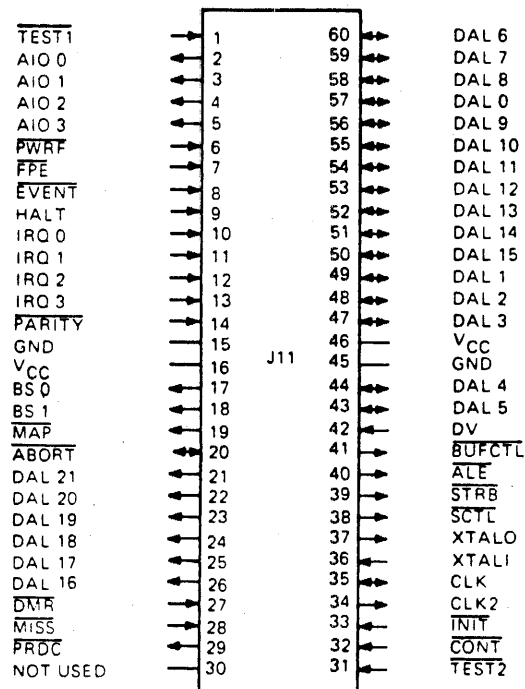 TEST1 1 60 DAL 6
AIO 0 2 59 DAL 7
AIO 1 3 58 DAL 8
AIO 2 4 57 DAL 0
AIO 3 5 56 DAL 9
PWRF 6 55 DAL 10
FPE 7 54 DAL 11
EVENT 8 53 DAL 12
HALT 9 52 DAL 13
IRQ 0 10 51 DAL 14
IRQ 1 11 50 DAL 15
IRQ 2 12 49 DAL 1
IRQ 3 13 48 DAL 2
PARITY 14 47 DAL 3
GND 15 46 VCC
J11
VCC 16 45 GND
BS 0 17 44 DAL 4
BS 1 18 43 DAL 5
MAP 19 42 DV
ABORT 20 41 BUFCTL
DAL 21 21 40 ALE
DAL 20 22 39 STRB
DAL 19 23 38 SCTL
DAL 18 24 37 XTALO
DAL 17 25 36 XTALI
DAL 16 26 35 CLK
DMR 27 34 CLK2
MISS 28 33 INIT
PRDC 29 32 CONT
NOT USED 30 31 TEST2